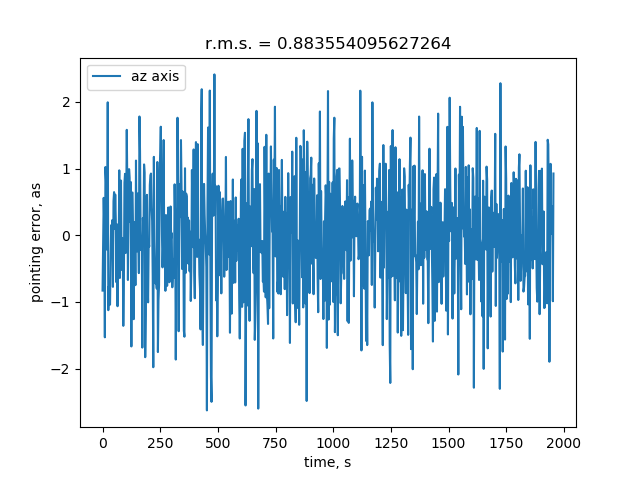 r.m.s. = 0.883554095627264
az axis
pointing error, as
2
1
0
−1
−2
0 250 500 750 1000 1250 1500 1750 2000
time, s